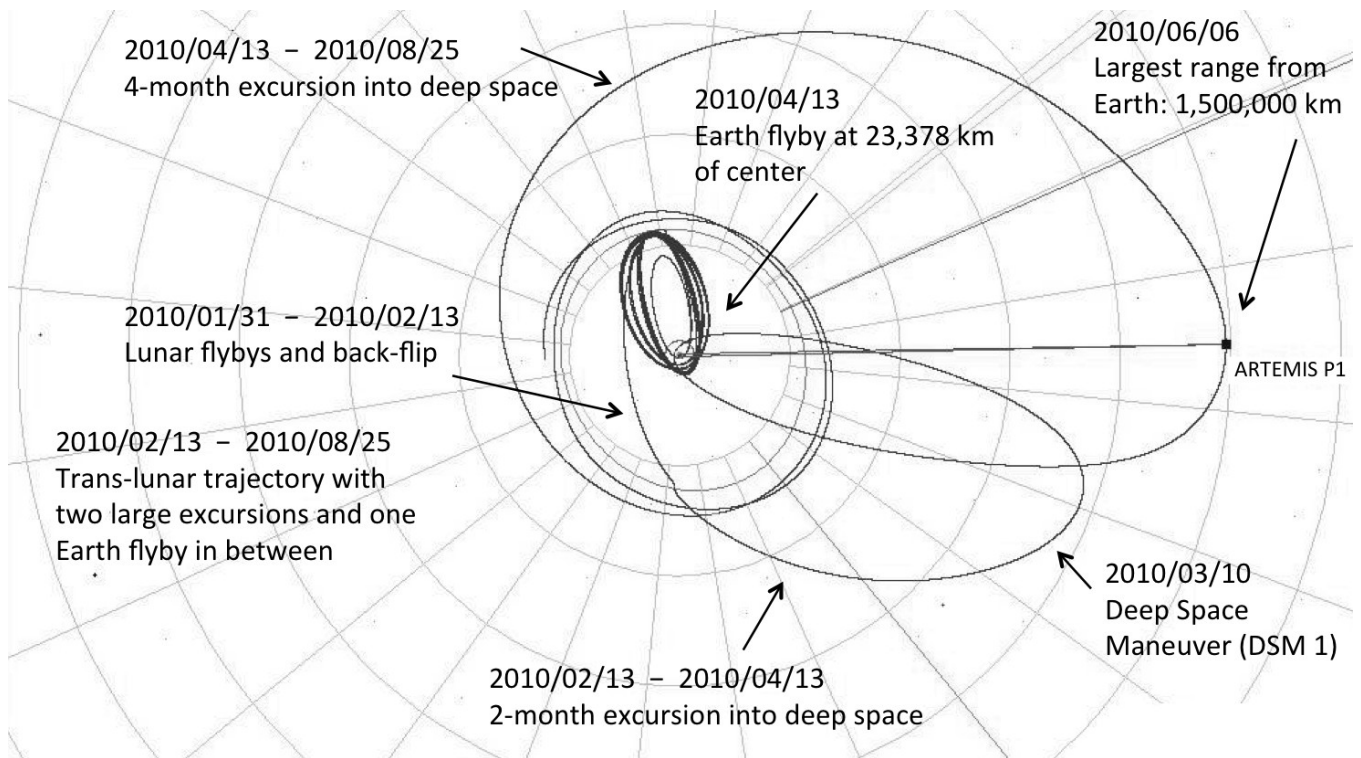 2010/04/13 – 2010/08/25
4-month excursion into deep space
2010/04/13
Earth flyby at 23,378 km
of center
2010/06/06
Largest range from
Earth: 1,500,000 km
2010/01/31 – 2010/02/13
Lunar flybys and back-flip
ARTEMIS P1
2010/02/13 – 2010/08/25
Trans-lunar trajectory with
two large excursions and one
Earth flyby in between
2010/03/10
Deep Space
Maneuver (DSM 1)
2010/02/13 – 2010/04/13
2-month excursion into deep space